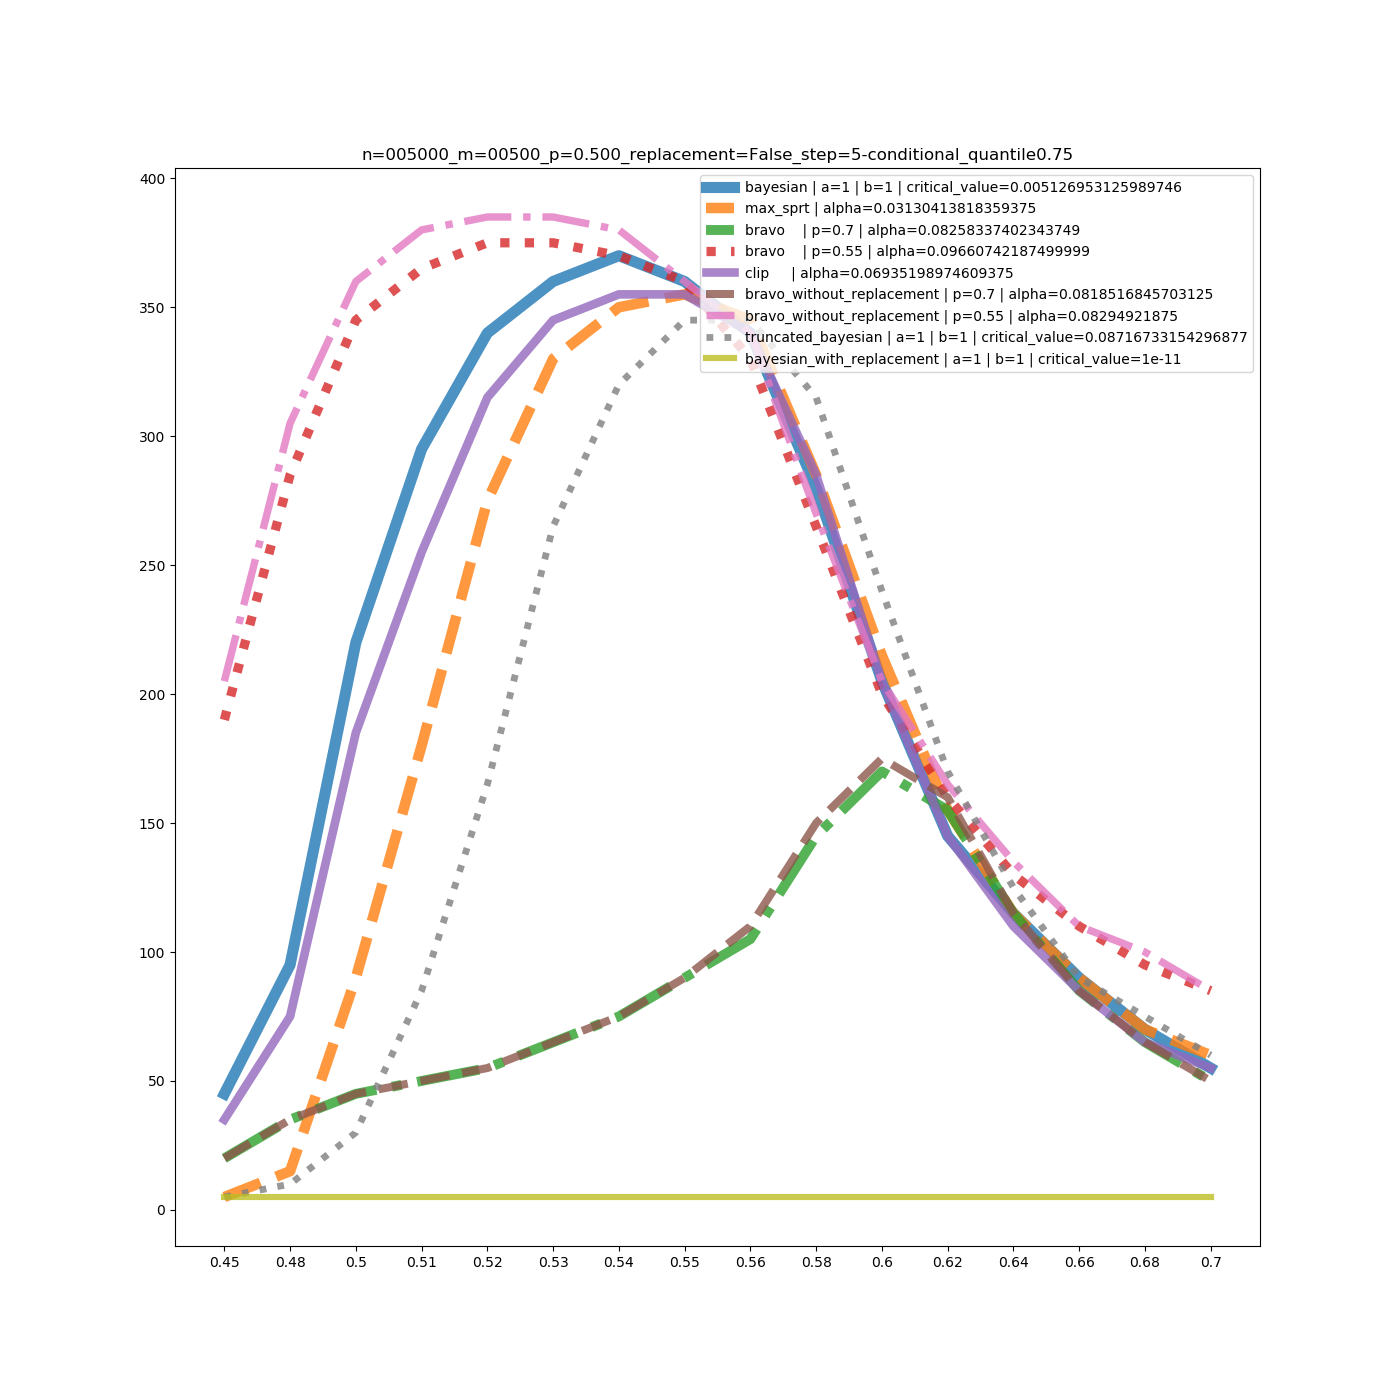 n=005000_m=00500_p=0.500_replacement=False_step=5-conditional_quantile0.75
400
350
300
250
200
150
100
50
0
bayesian | a=1 | b=1 | critical_value=0.005126953125989746
max_sprt | alpha=0.03130413818359375
bravo    | p=0.7 | alpha=0.08258337402343749
bravo    | p=0.55 | alpha=0.09660742187499999
clip     | alpha=0.06935198974609375
bravo_without_replacement | p=0.7 | alpha=0.0818516845703125
bravo_without_replacement | p=0.55 | alpha=0.08294921875
truncated_bayesian | a=1 | b=1 | critical_value=0.08716733154296877
bayesian_with_replacement | a=1 | b=1 | critical_value=1e-11
0.45 0.48 0.5 0.51 0.52 0.53 0.54 0.55 0.56 0.58 0.6 0.62 0.64 0.66 0.68 0.7